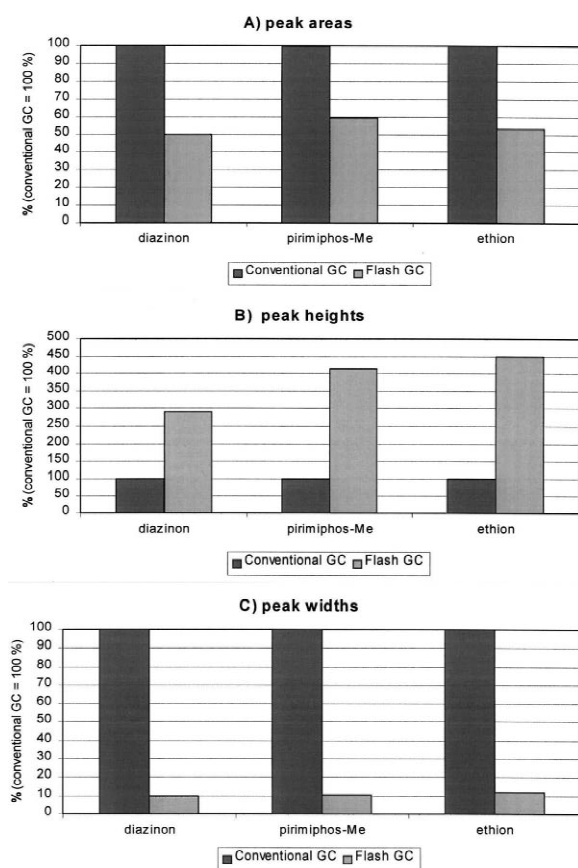 A) peak areas
% (conventional GC = 100 %)
100
90
80
70
60
50
40
30
20
10
0
diazinon pirimiphos-Me ethion
Conventional GC Flash GC
B) peak heights
% (conventional GC = 100 %)
500
450
400
350
300
250
200
150
100
50
0
diazinon pirimiphos-Me ethion
Conventional GC Flash GC
C) peak widths
% (conventional GC = 100 %)
100
90
80
70
60
50
40
30
20
10
0
diazinon pirimiphos-Me ethion
Conventional GC Flash GC